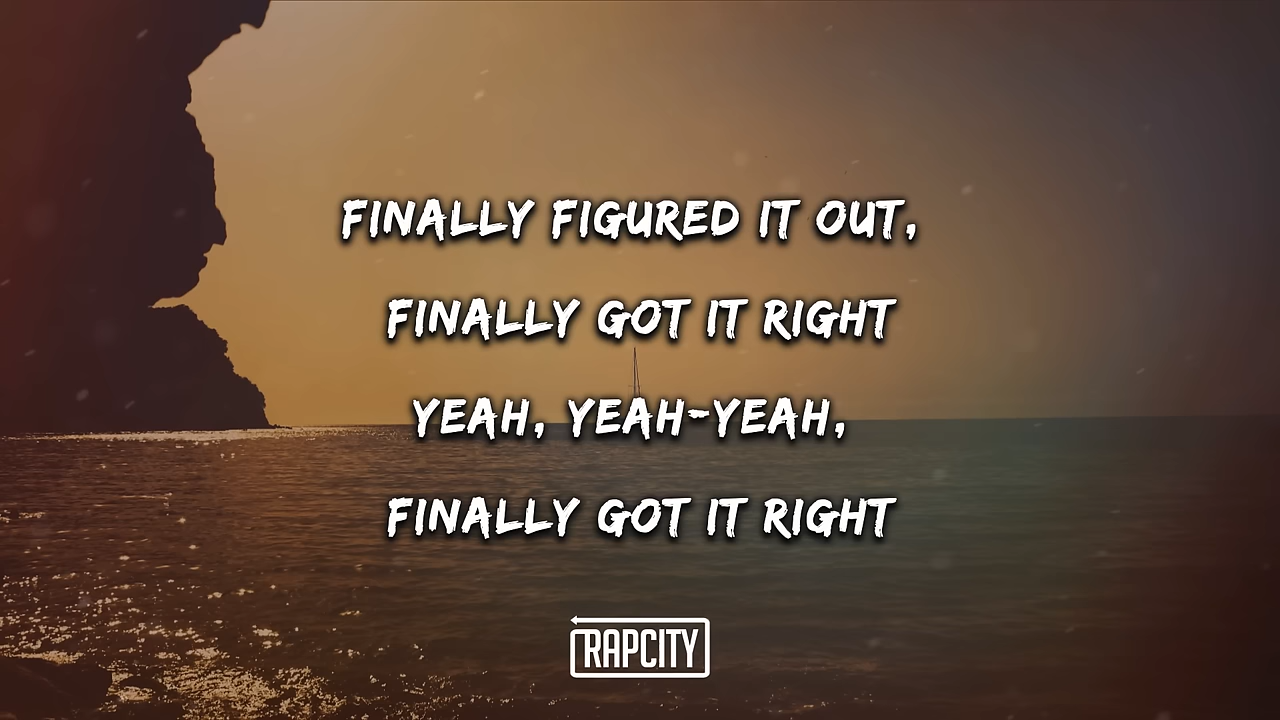 FINALLY FIGURED IT OUT,
FINALLY GOT IT RIGHT
YEAH, YEAH-YEAH,
FINALLY GOT IT RIGHT
RAPCITY